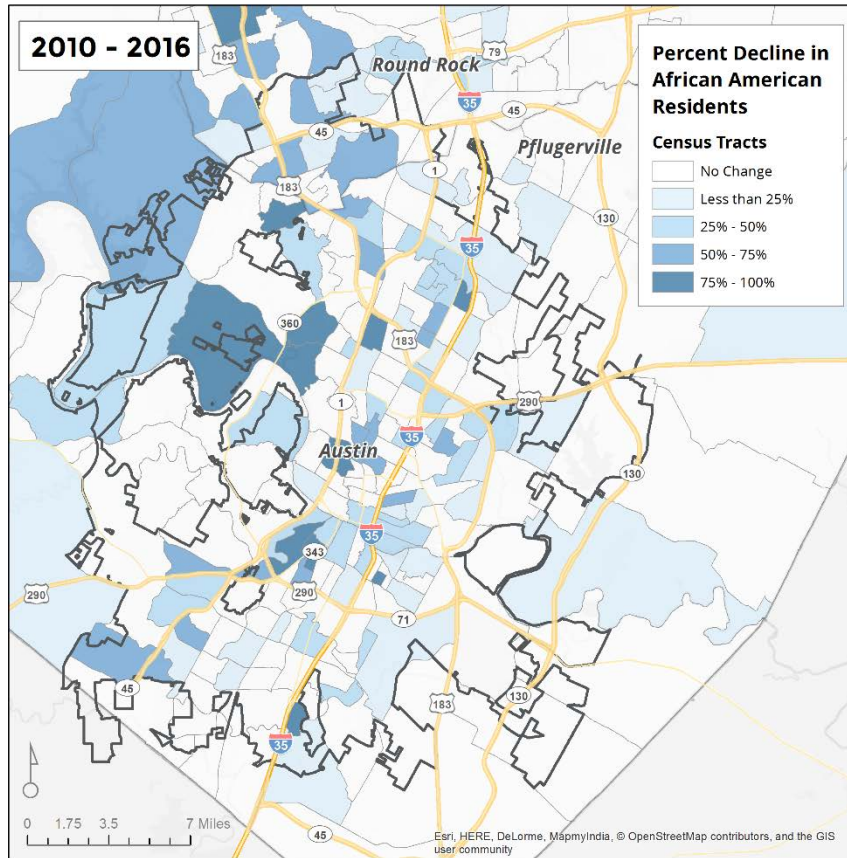 2010 - 2016
Percent Decline in
African American
Residents
Census Tracts
No Change
Less than 25%
25% - 50%
50% - 75%
75% - 100%
183
79
Round Rock
35
45
45
Pflugerville
1
183
130
35
360
183
1
290
35
Austin
130
35
343
290
290
71
45
183
130
35
45
0 1.75 3.5 7 Miles
Esri, HERE, DeLorme, MapmyIndia, © OpenStreetMap contributors, and the GIS
user community